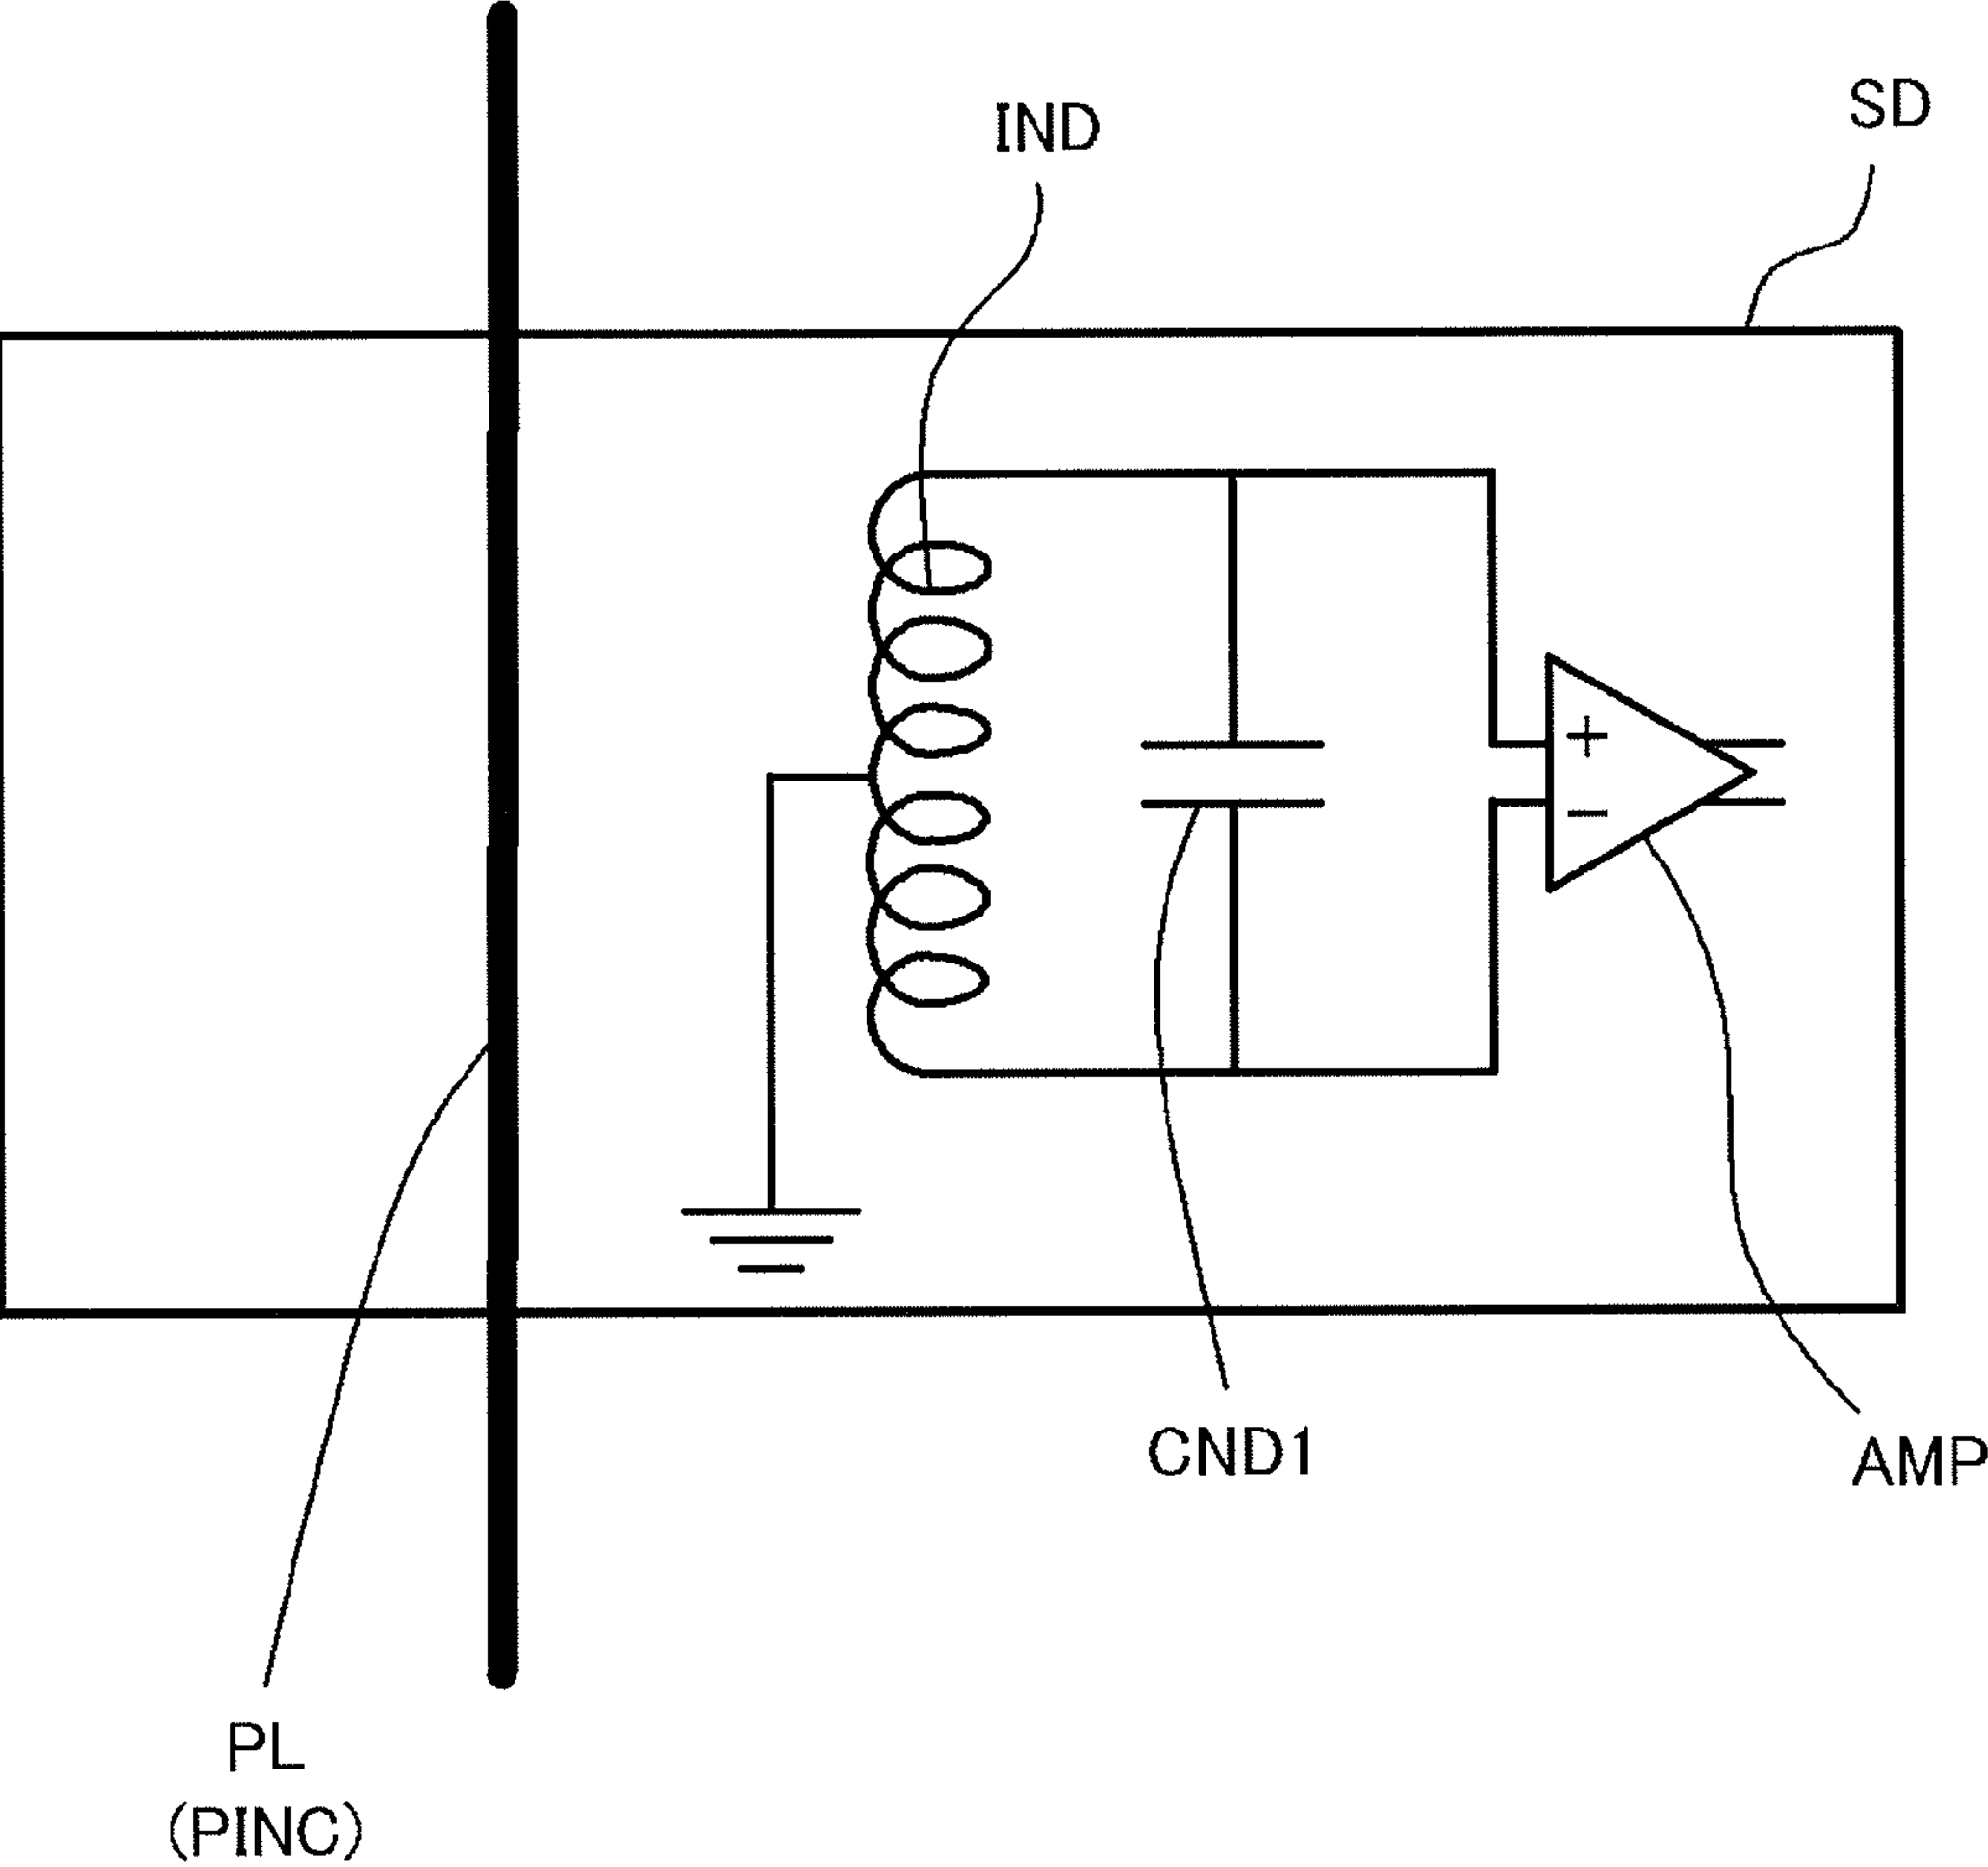 SD
IND
+
−
CND1
AMP
PL
(PINC)